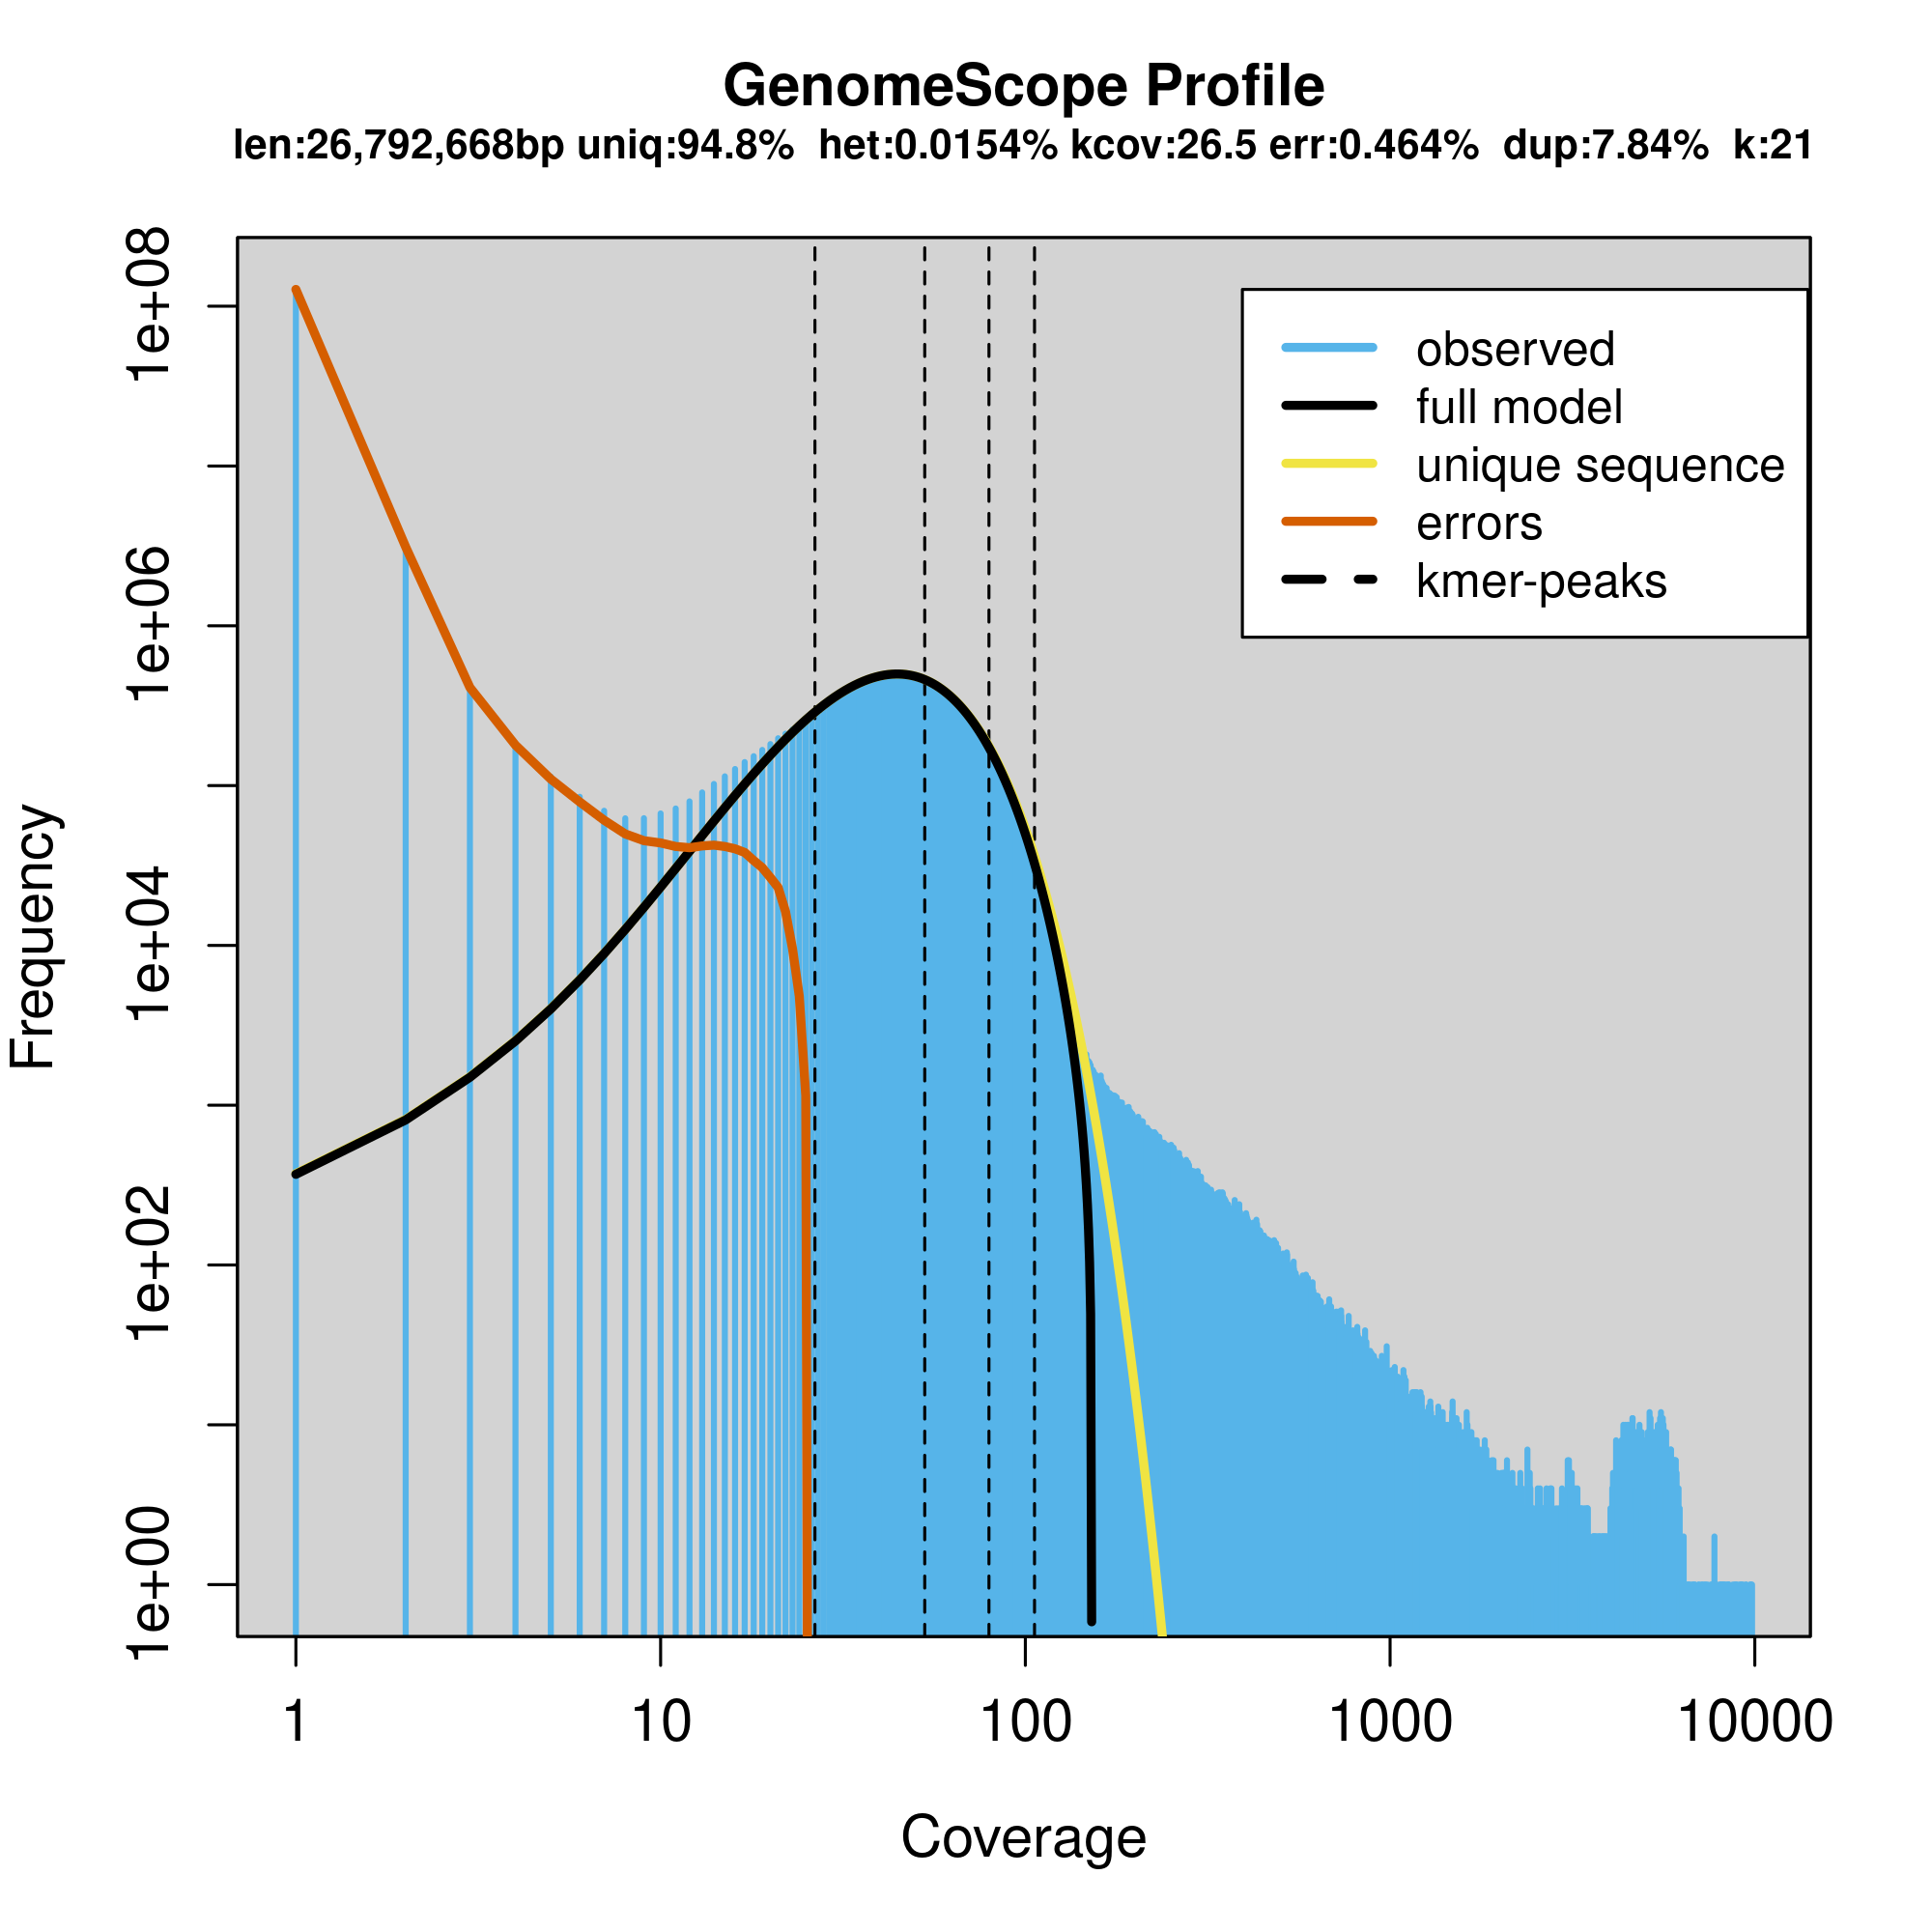 GenomeScope Profile
len:26,792,668bp uniq:94.8% het:0.0154% kcov:26.5 err:0.464% dup:7.84% k:21
Frequency
1e+08
1e+06
1e+04
1e+02
1e+00
observed
full model
unique sequence
errors
kmer-peaks
1 10 100 1000 10000
Coverage